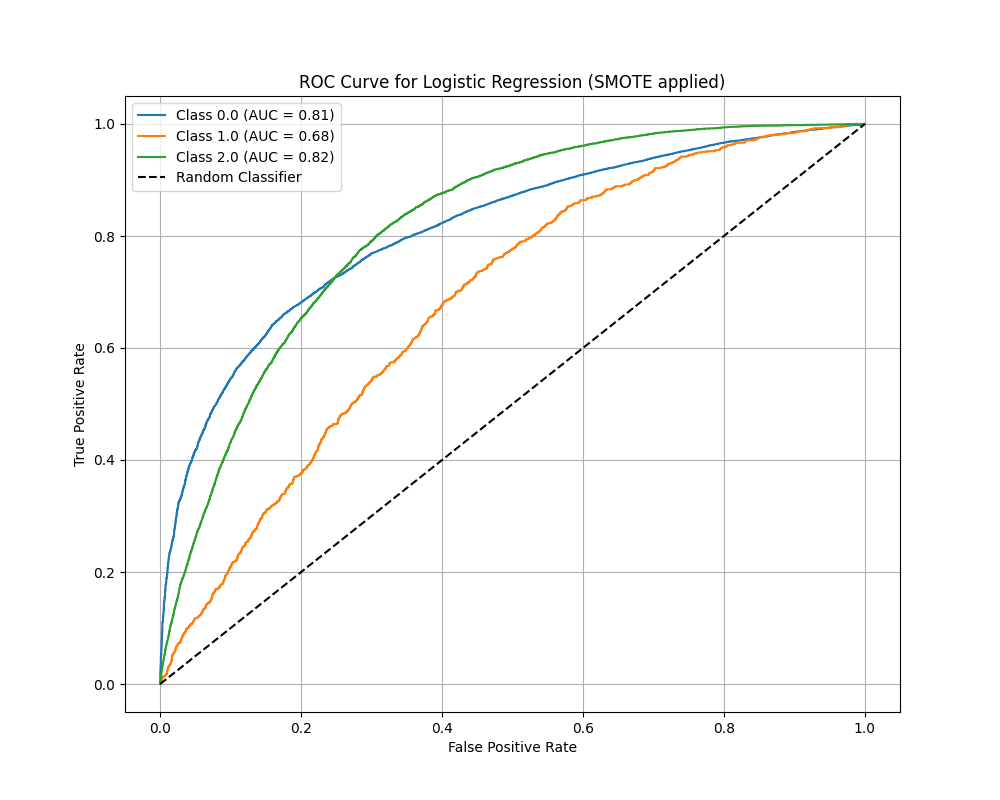 ROC Curve for Logistic Regression (SMOTE applied)
Class 0.0 (AUC = 0.81)
Class 1.0 (AUC = 0.68)
Class 2.0 (AUC = 0.82)
Random Classifier
True Positive Rate
1.0
0.8
0.6
0.4
0.2
0.0
0.0 0.2 0.4 0.6 0.8 1.0
False Positive Rate